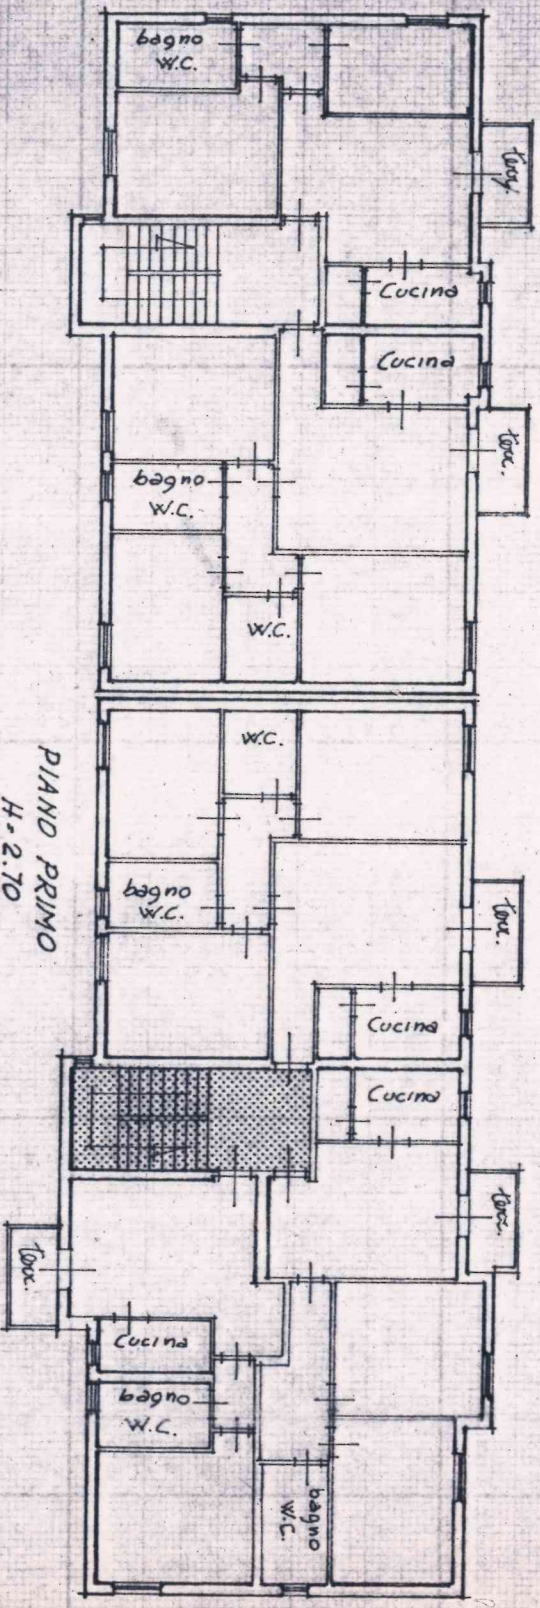 bagno
W.C.
terr.
Cucina
Cucina
terr.
bagno
W.C.
W.C.
PIANO PRIMO
H=2.70
W.C.
bagno
W.C.
terr.
Cucina
Cucina
terr.
terr.
Cucina
bagno
W.C.
bagno
W.C.